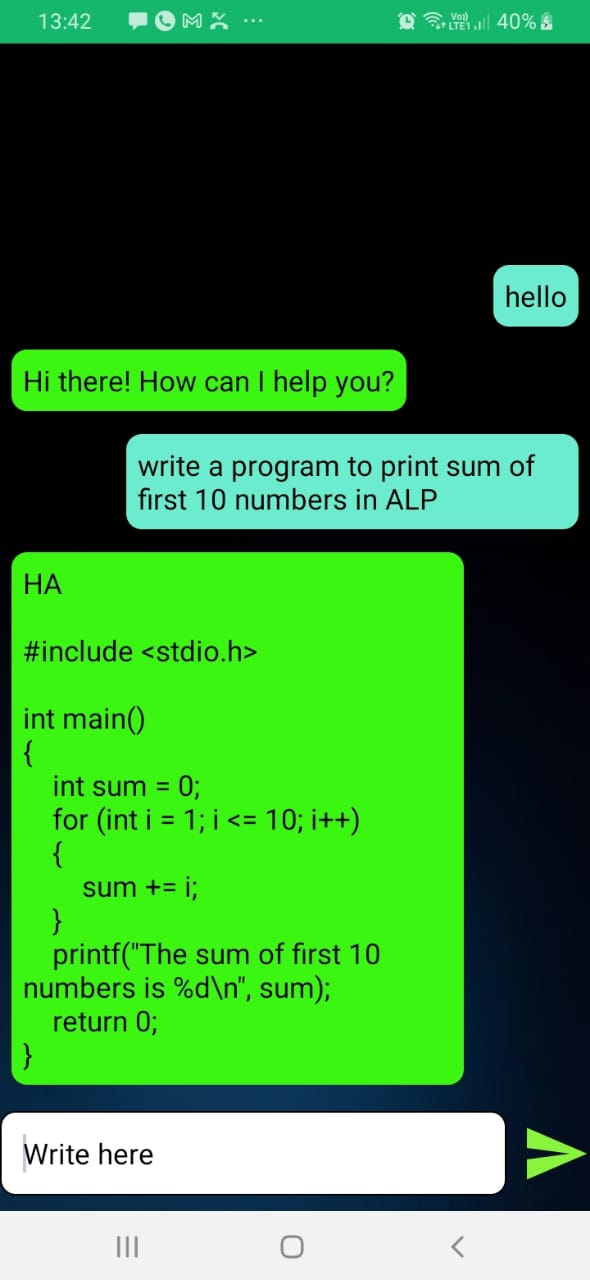 13:42
Vo) LTE1 40%
hello
Hi there! How can I help you?
write a program to print sum of
first 10 numbers in ALP
HA
#include <stdio.h>
int main()
{
    int sum = 0;
    for (int i = 1; i <= 10; i++)
    {
        sum += i;
    }
    printf("The sum of first 10
numbers is %d\n", sum);
    return 0;
}
Write here